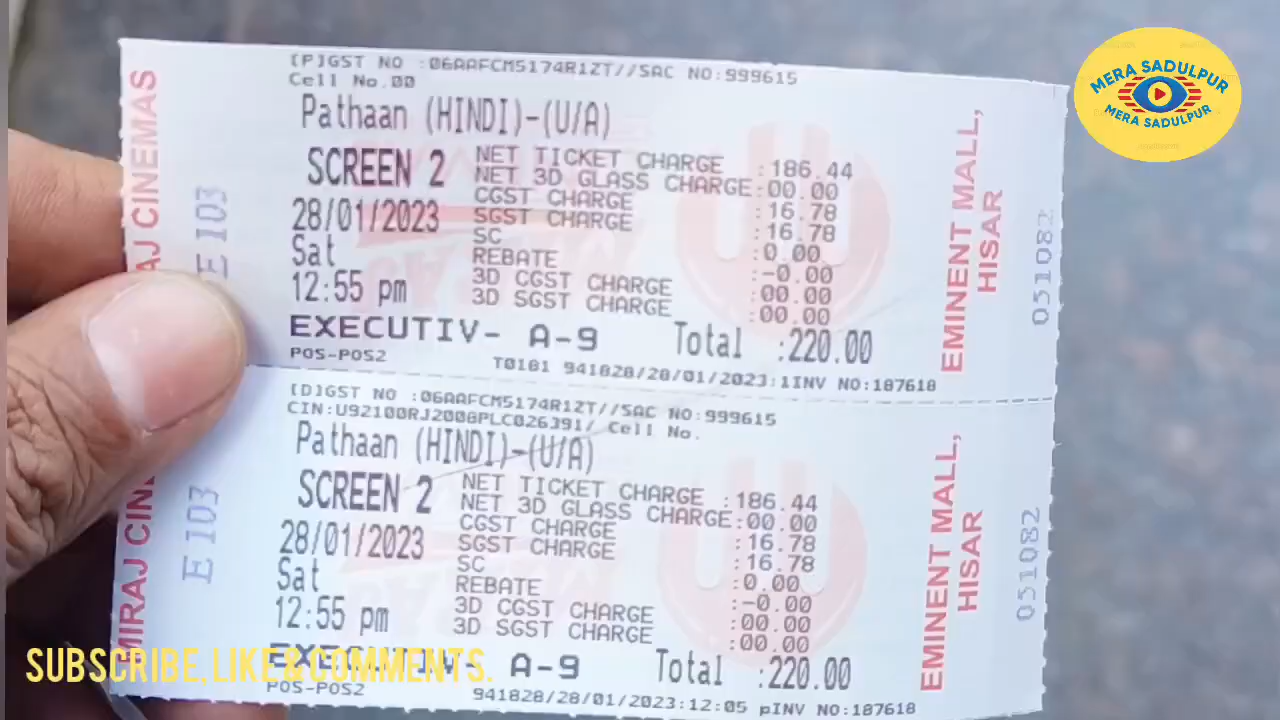 MERA SADULPUR
MERA SADULPUR
[P]GST NO :06AAFCM5174R1ZT//SAC NO:999615
Cell No.00
Pathaan (HINDI)-(U/A)
SCREEN 2
28/01/2023
Sat
12:55 pm
NET TICKET CHARGE :186.44
NET 3D GLASS CHARGE:00.00
CGST CHARGE :16.78
SGST CHARGE :16.78
SC :0.00
REBATE :-0.00
3D CGST CHARGE :00.00
3D SGST CHARGE :00.00
EXECUTIV- A-9 Total :220.00
POS-POS2 T0181 941828/28/01/2023:1INV NO:187618
AJ CINEMAS
E 103
EMINENT MALL,
HISAR
051082
[D]GST NO :06AAFCM5174R1ZT//SAC NO:999615
CIN:U92100RJ2008PLC026391/ Cell No.
Pathaan (HINDI)-(U/A)
SCREEN 2
28/01/2023
Sat
12:55 pm
NET TICKET CHARGE :186.44
NET 3D GLASS CHARGE:00.00
CGST CHARGE :16.78
SGST CHARGE :16.78
SC :0.00
REBATE :-0.00
3D CGST CHARGE :00.00
3D SGST CHARGE :00.00
EXECUTIV- A-9 Total :220.00
POS-POS2 941828/28/01/2023:12:05 pINV NO:187618
MIRAJ CINE
E 103
EMINENT MALL,
HISAR
051082
SUBSCRIBE, LIKE & COMMENTS.